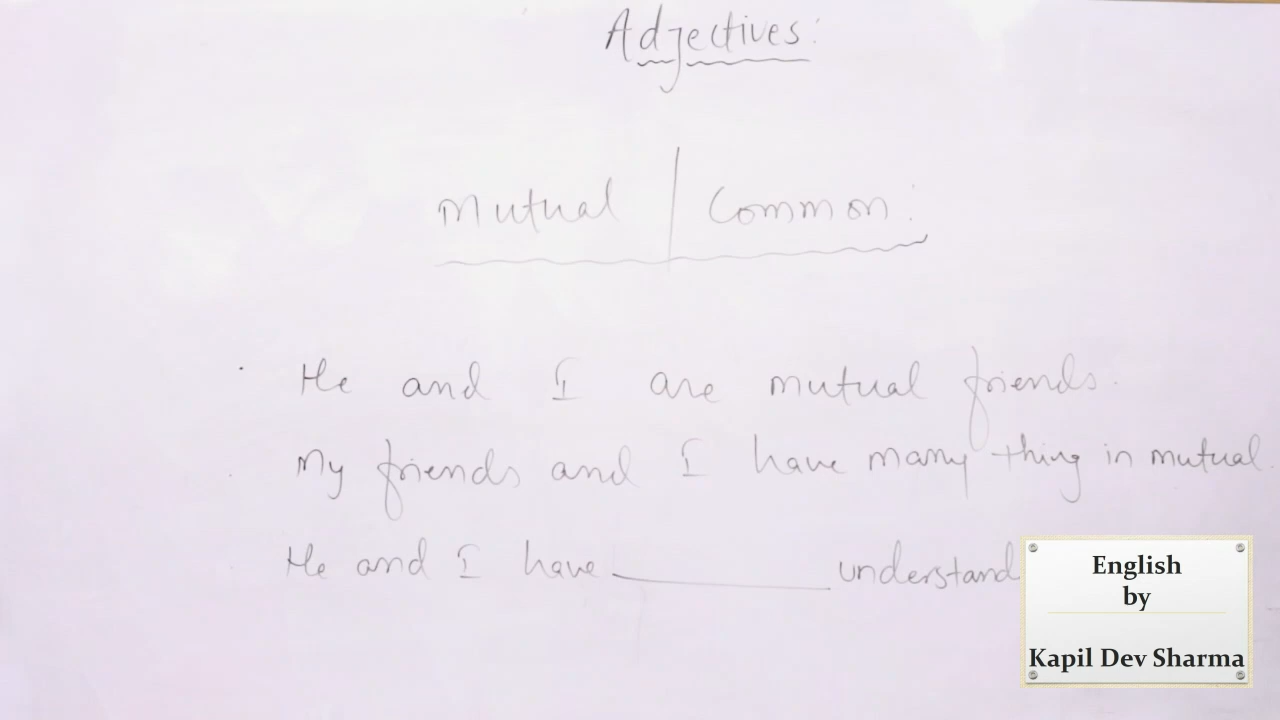 Adjectives:
Mutual / Common:
He and I are mutual friends.
My friends and I have many thing in mutual.
He and I have ________ understand
English
by
Kapil Dev Sharma